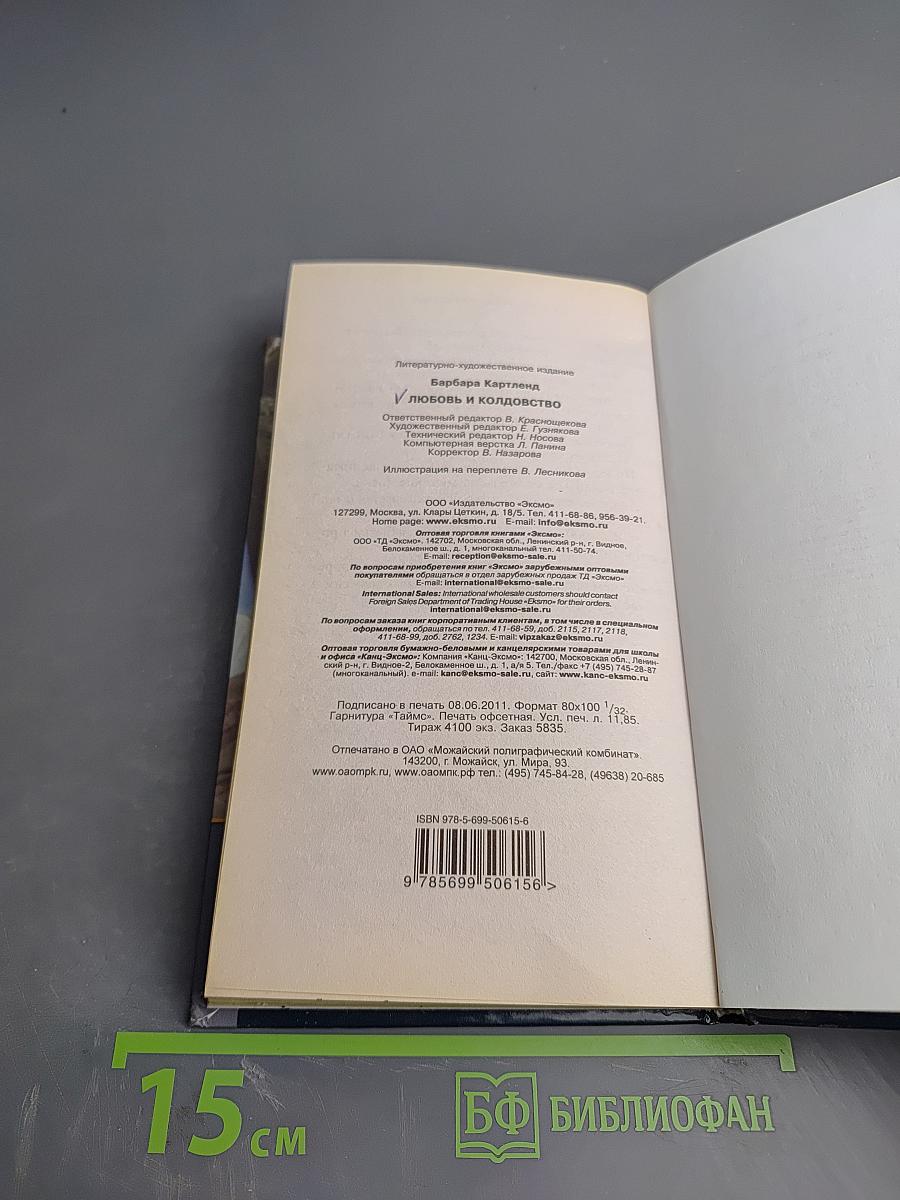 Литературно-художественное издание
Барбара Картленд
ЛЮБОВЬ И КОЛДОВСТВО
Ответственный редактор В. Краснощекова
Художественный редактор Е. Гузнякова
Технический редактор Н. Носова
Компьютерная верстка Л. Панина
Корректор В. Назарова
Иллюстрация на переплете В. Лесникова
ООО «Издательство «Эксмо»
127299, Москва, ул. Клары Цеткин, д. 18/5. Тел. 411-68-86, 956-39-21.
Home page: www.eksmo.ru E-mail: info@eksmo.ru
Оптовая торговля книгами «Эксмо»:
ООО «ТД «Эксмо». 142702, Московская обл., Ленинский р-н, г. Видное,
Белокаменное ш., д. 1, многоканальный тел. 411-50-74.
E-mail: reception@eksmo-sale.ru
По вопросам приобретения книг «Эксмо» зарубежными оптовыми
покупателями обращаться в отдел зарубежных продаж ТД «Эксмо»
E-mail: international@eksmo-sale.ru
International Sales: International wholesale customers should contact
Foreign Sales Department of Trading House «Eksmo» for their orders.
international@eksmo-sale.ru
По вопросам заказа книг корпоративным клиентам, в том числе в специальном
оформлении, обращаться по тел. 411-68-59, доб. 2115, 2117, 2118,
411-68-99, доб. 2762, 1234. E-mail: vipzakaz@eksmo.ru
Оптовая торговля бумажно-беловыми и канцелярскими товарами для школы
и офиса «Канц-Эксмо»: Компания «Канц-Эксмо»: 142700, Московская обл., Ленин-
ский р-н, г. Видное-2, Белокаменное ш., д. 1, а/я 5. Тел./факс +7 (495) 745-28-87
(многоканальный). e-mail: kanc@eksmo-sale.ru, сайт: www.kanc-eksmo.ru
Подписано в печать 08.06.2011. Формат 80x100 1/32.
Гарнитура «Таймс». Печать офсетная. Усл. печ. л. 11,85.
Тираж 4100 экз. Заказ 5835.
Отпечатано в ОАО «Можайский полиграфический комбинат».
143200, г. Можайск, ул. Мира, 93.
www.oaompk.ru, www.оаомпк.рф тел.: (495) 745-84-28, (49638) 20-685
ISBN 978-5-699-50615-6
9 785699 506156 >
15 см
БФ БИБЛИОФАН